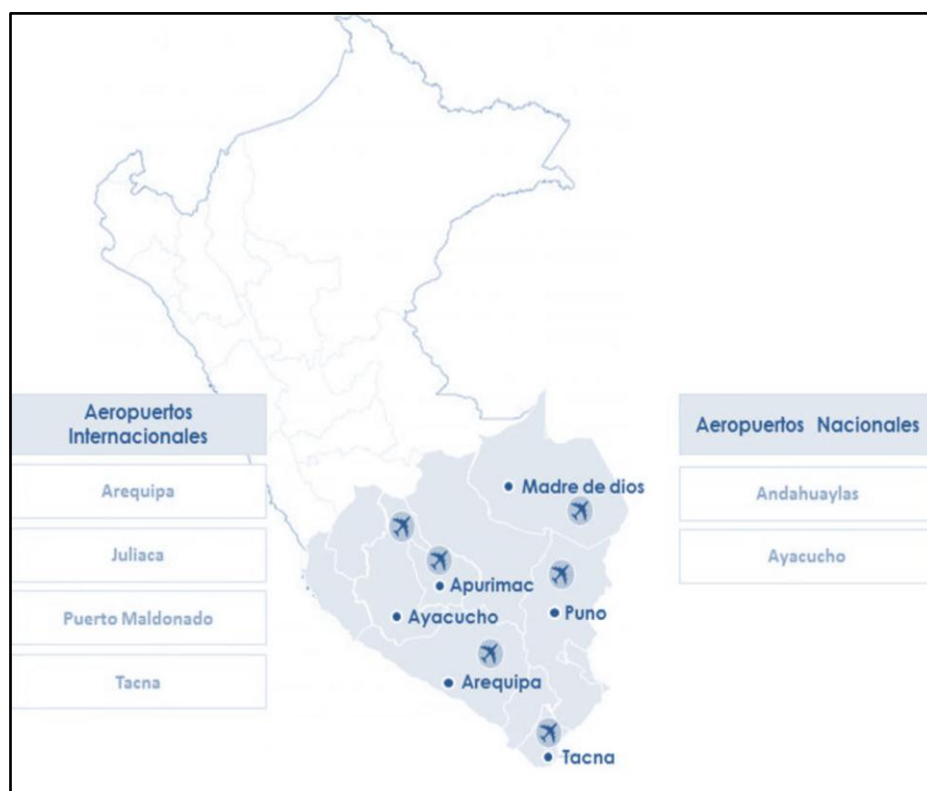 Aeropuertos
Internacionales
Arequipa
Juliaca
Puerto Maldonado
Tacna
Aeropuertos Nacionales
Andahuaylas
Ayacucho
Madre de dios
Apurimac
Ayacucho
Puno
Arequipa
Tacna